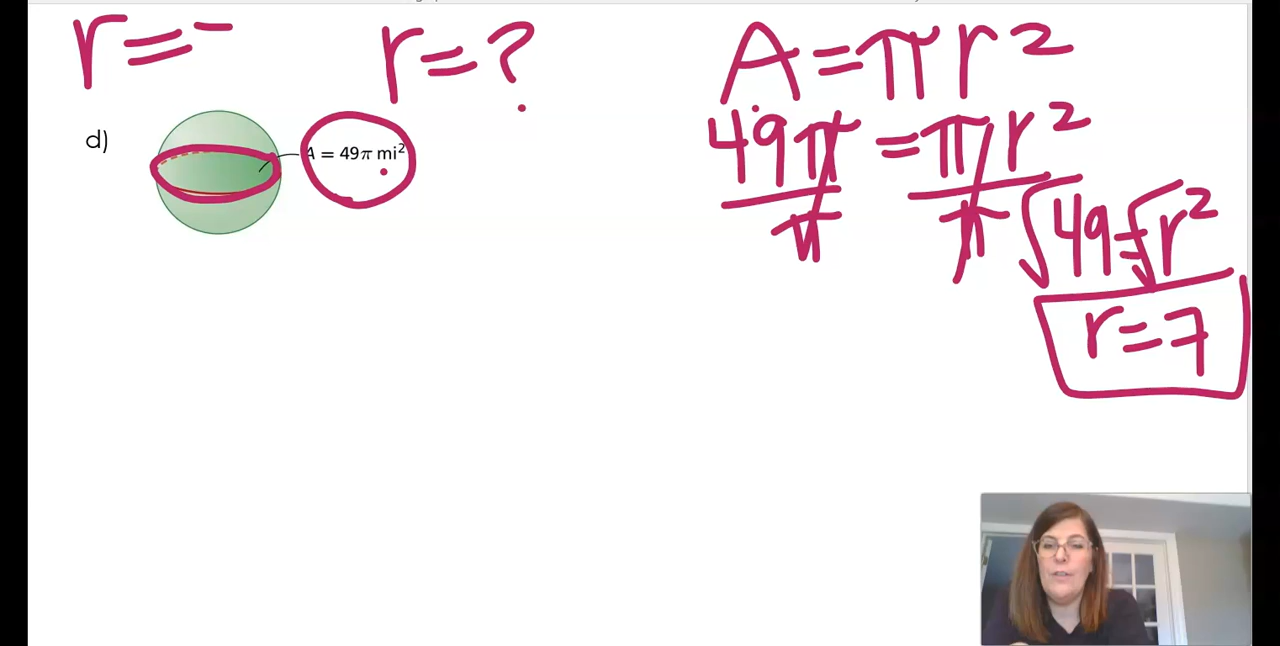 r = -
r = ?
d)
A = 49π mi²
A = πr²
49π = πr²
π π
√49 = √r²
r = 7